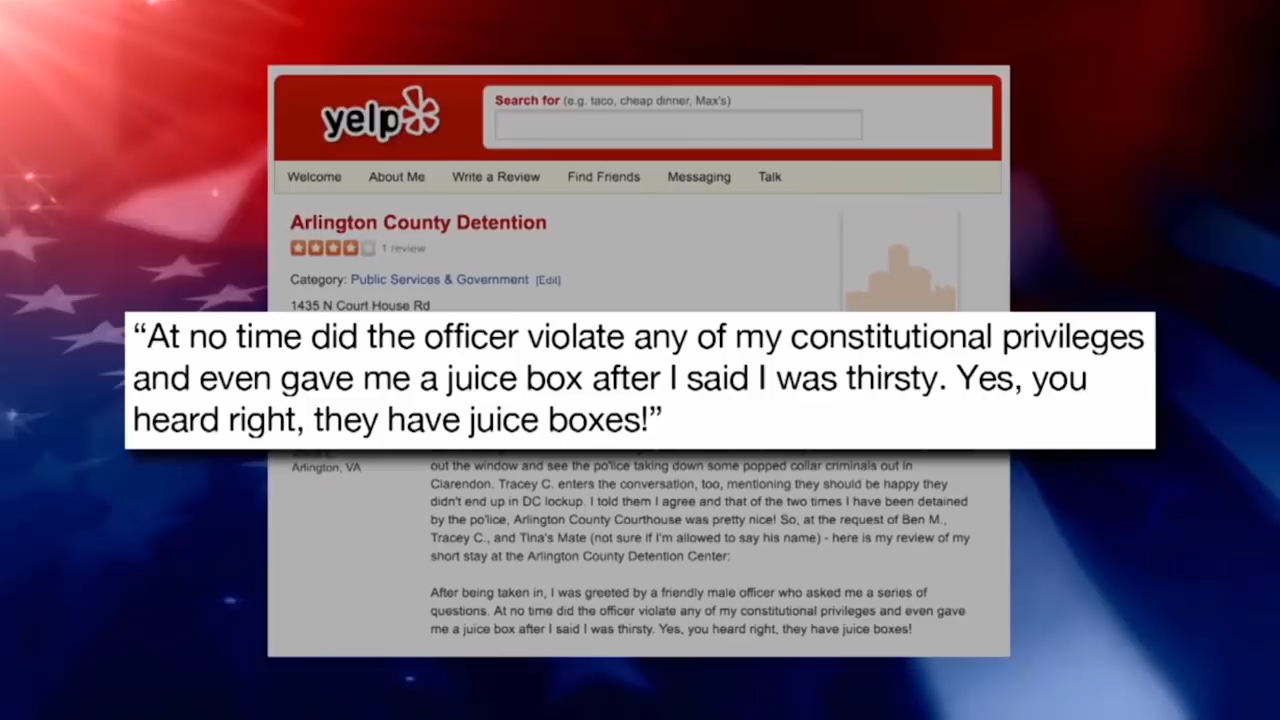 yelp
Search for (e.g. taco, cheap dinner, Max's)
Welcome About Me Write a Review Find Friends Messaging Talk
Arlington County Detention
1 review
Category: Public Services & Government [Edit]
1435 N Court House Rd
“At no time did the officer violate any of my constitutional privileges
and even gave me a juice box after I said I was thirsty. Yes, you
heard right, they have juice boxes!”
Arlington, VA
out the window and see the po'lice taking down some popped collar criminals out in
Clarendon. Tracey C. enters the conversation, too, mentioning they should be happy they
didn't end up in DC lockup. I told them I agree and that of the two times I have been detained
by the po'lice, Arlington County Courthouse was pretty nice! So, at the request of Ben M.,
Tracey C., and Tina's Mate (not sure if I'm allowed to say his name) - here is my review of my
short stay at the Arlington County Detention Center:
After being taken in, I was greeted by a friendly male officer who asked me a series of
questions. At no time did the officer violate any of my constitutional privileges and even gave
me a juice box after I said I was thirsty. Yes, you heard right, they have juice boxes!